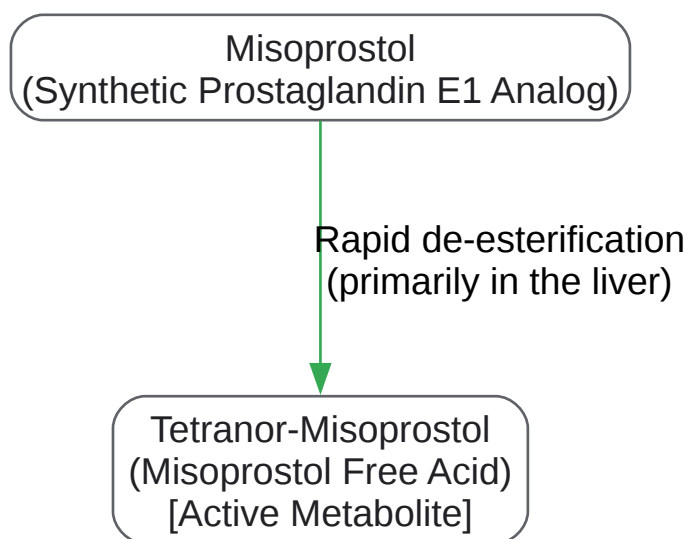 Misoprostol
(Synthetic Prostaglandin E1 Analog)
Rapid de-esterification
(primarily in the liver)
Tetranor-Misoprostol
(Misoprostol Free Acid)
[Active Metabolite]